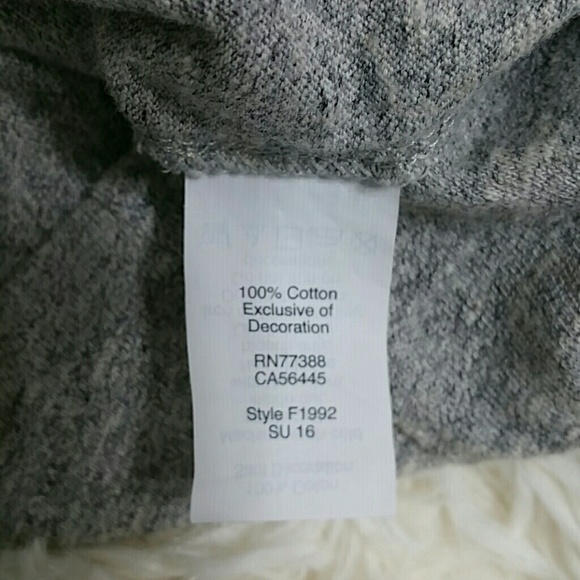 100% Cotton
Exclusive of
Decoration
RN77388
CA56445
Style F1992
SU 16